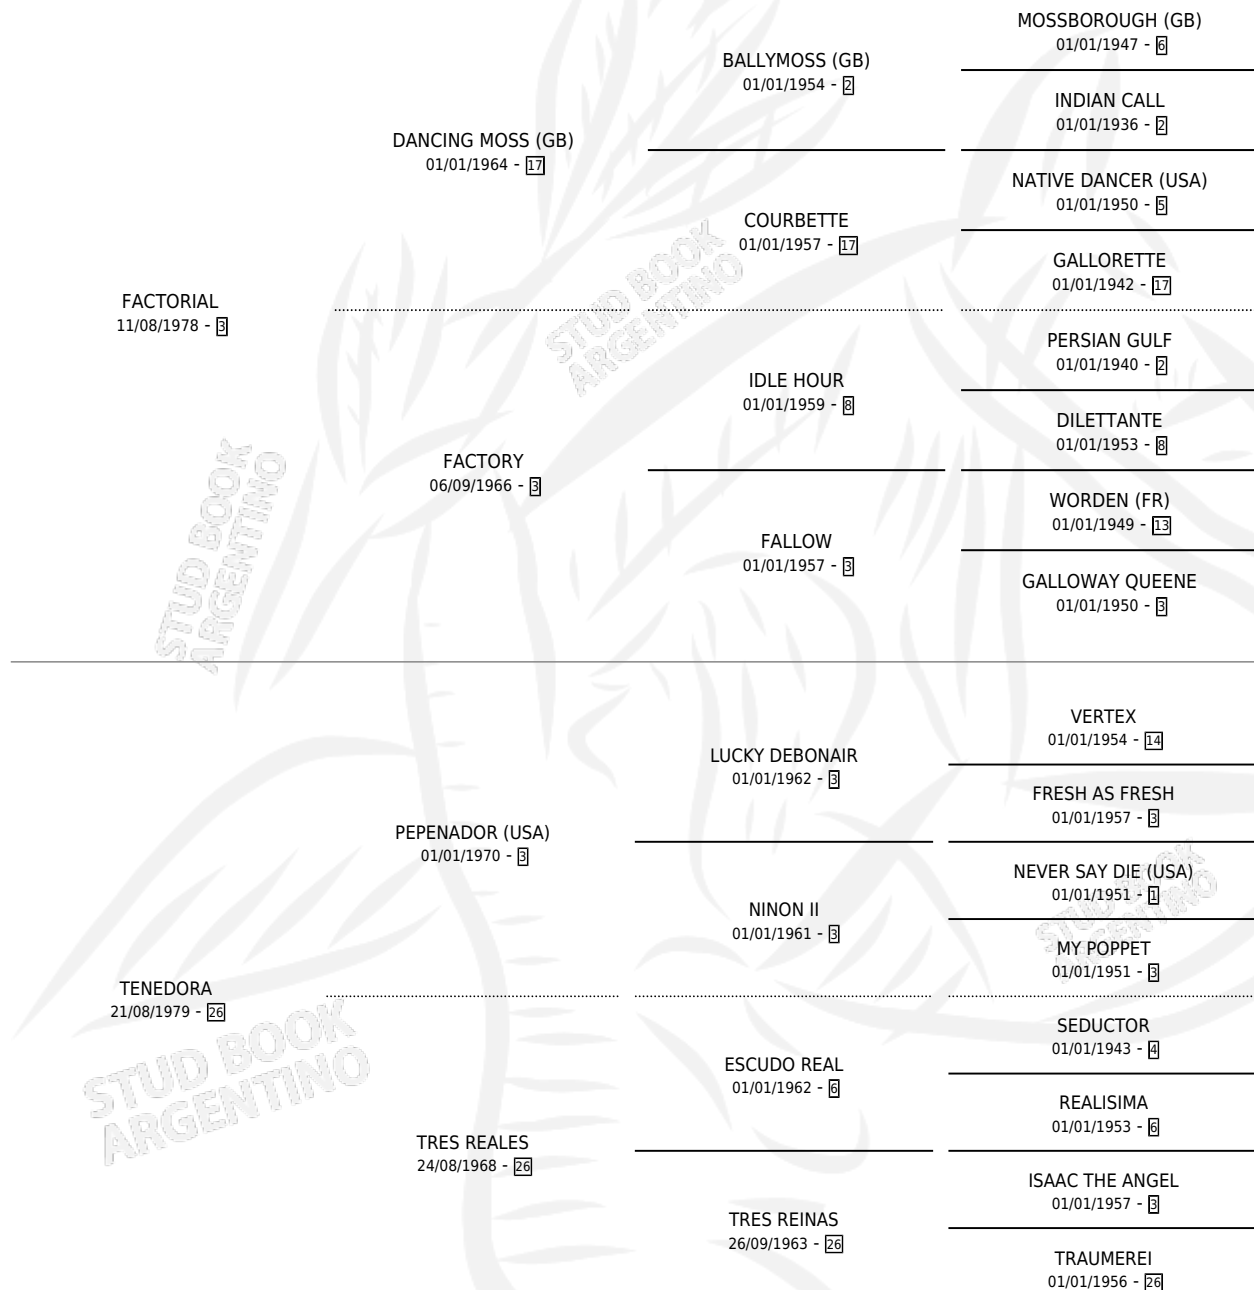 MOSSBOROUGH (GB)
01/01/1947 - 6
BALLYMOSS (GB)
01/01/1954 - 2
INDIAN CALL
01/01/1936 - 2
DANCING MOSS (GB)
01/01/1964 - 17
NATIVE DANCER (USA)
01/01/1950 - 5
COURBETTE
01/01/1957 - 17
GALLORETTE
01/01/1942 - 17
FACTORIAL
11/08/1978 - 3
PERSIAN GULF
01/01/1940 - 2
IDLE HOUR
01/01/1959 - 8
DILETTANTE
01/01/1953 - 8
FACTORY
06/09/1966 - 3
WORDEN (FR)
01/01/1949 - 13
FALLOW
01/01/1957 - 3
GALLOWAY QUEENE
01/01/1950 - 3
STUD BOOK
ARGENTINO
STUD BOOK
ARGENTINO
VERTEX
01/01/1954 - 14
LUCKY DEBONAIR
01/01/1962 - 3
FRESH AS FRESH
01/01/1957 - 3
PEPENADOR (USA)
01/01/1970 - 3
NEVER SAY DIE (USA)
01/01/1951 - 1
NINON II
01/01/1961 - 3
MY POPPET
01/01/1951 - 3
STUD BOOK
ARGENTINO
TENEDORA
21/08/1979 - 26
SEDUCTOR
01/01/1943 - 4
ESCUDO REAL
01/01/1962 - 6
REALISIMA
01/01/1953 - 6
STUD BOOK
ARGENTINO
TRES REALES
24/08/1968 - 26
ISAAC THE ANGEL
01/01/1957 - 3
TRES REINAS
26/09/1963 - 26
TRAUMEREI
01/01/1956 - 26